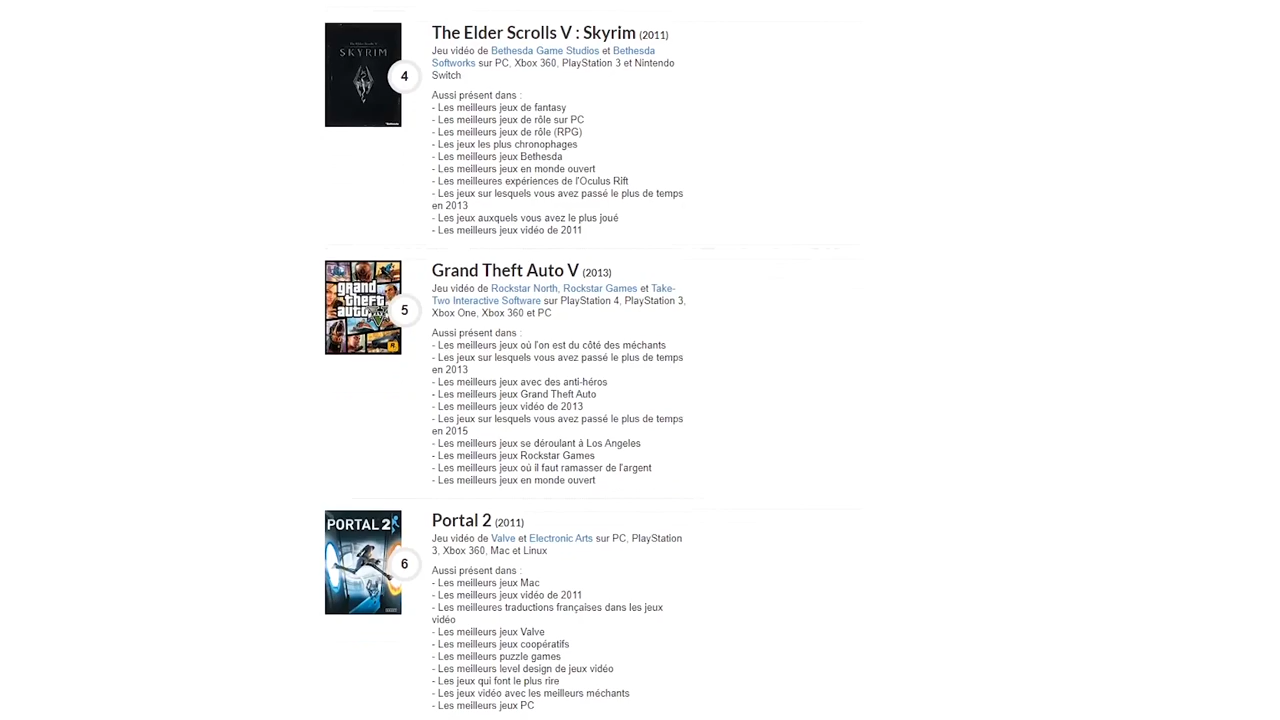 SKYRIM
4
The Elder Scrolls V : Skyrim (2011)
Jeu vidéo de Bethesda Game Studios et Bethesda
Softworks sur PC, Xbox 360, PlayStation 3 et Nintendo
Switch
Aussi présent dans :
- Les meilleurs jeux de fantasy
- Les meilleurs jeux de rôle sur PC
- Les meilleurs jeux de rôle (RPG)
- Les jeux les plus chronophages
- Les meilleurs jeux Bethesda
- Les meilleurs jeux en monde ouvert
- Les meilleures expériences de l'Oculus Rift
- Les jeux sur lesquels vous avez passé le plus de temps
en 2013
- Les jeux auxquels vous avez le plus joué
- Les meilleurs jeux vidéo de 2011
grand
theft
auto
V
5
Grand Theft Auto V (2013)
Jeu vidéo de Rockstar North, Rockstar Games et Take-
Two Interactive Software sur PlayStation 4, PlayStation 3,
Xbox One, Xbox 360 et PC
Aussi présent dans :
- Les meilleurs jeux où l'on est du côté des méchants
- Les jeux sur lesquels vous avez passé le plus de temps
en 2013
- Les meilleurs jeux avec des anti-héros
- Les meilleurs jeux Grand Theft Auto
- Les meilleurs jeux vidéo de 2013
- Les jeux sur lesquels vous avez passé le plus de temps
en 2015
- Les meilleurs jeux se déroulant à Los Angeles
- Les meilleurs jeux Rockstar Games
- Les meilleurs jeux où il faut ramasser de l'argent
- Les meilleurs jeux en monde ouvert
PORTAL 2
6
Portal 2 (2011)
Jeu vidéo de Valve et Electronic Arts sur PC, PlayStation
3, Xbox 360, Mac et Linux
Aussi présent dans :
- Les meilleurs jeux Mac
- Les meilleurs jeux vidéo de 2011
- Les meilleures traductions françaises dans les jeux
vidéo
- Les meilleurs jeux Valve
- Les meilleurs jeux coopératifs
- Les meilleurs puzzle games
- Les meilleurs level design de jeux vidéo
- Les jeux qui font le plus rire
- Les jeux vidéo avec les meilleurs méchants
- Les meilleurs jeux PC